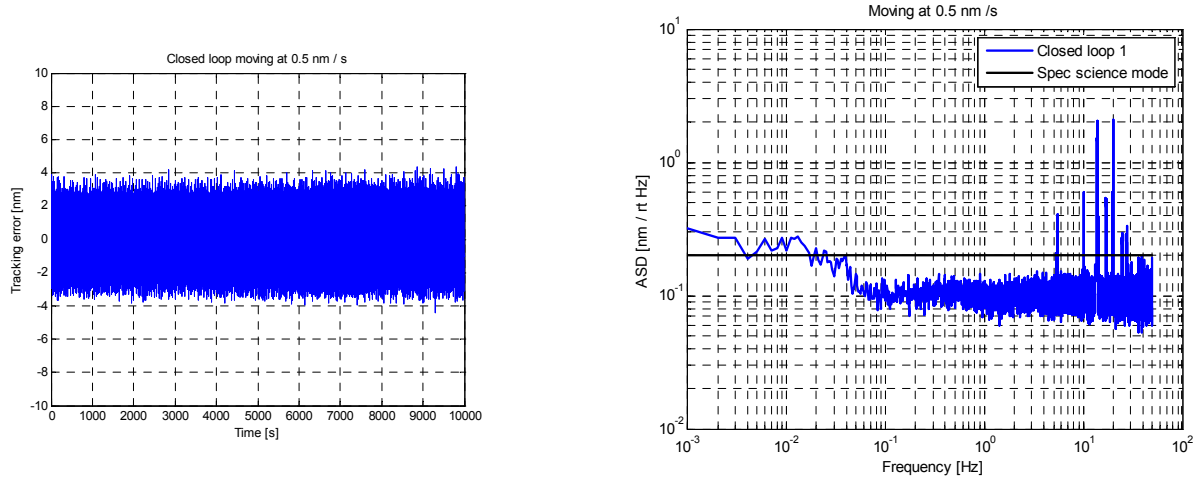 Closed loop moving at 0.5 nm / s
Tracking error [nm]
10
8
6
4
2
0
-2
-4
-6
-8
-10
0 1000 2000 3000 4000 5000 6000 7000 8000 9000 10000
Time [s]
Moving at 0.5 nm /s
Closed loop 1
Spec science mode
ASD [nm / rt Hz]
10^1
10^0
10^-1
10^-2
10^-3 10^-2 10^-1 10^0 10^1 10^2
Frequency [Hz]